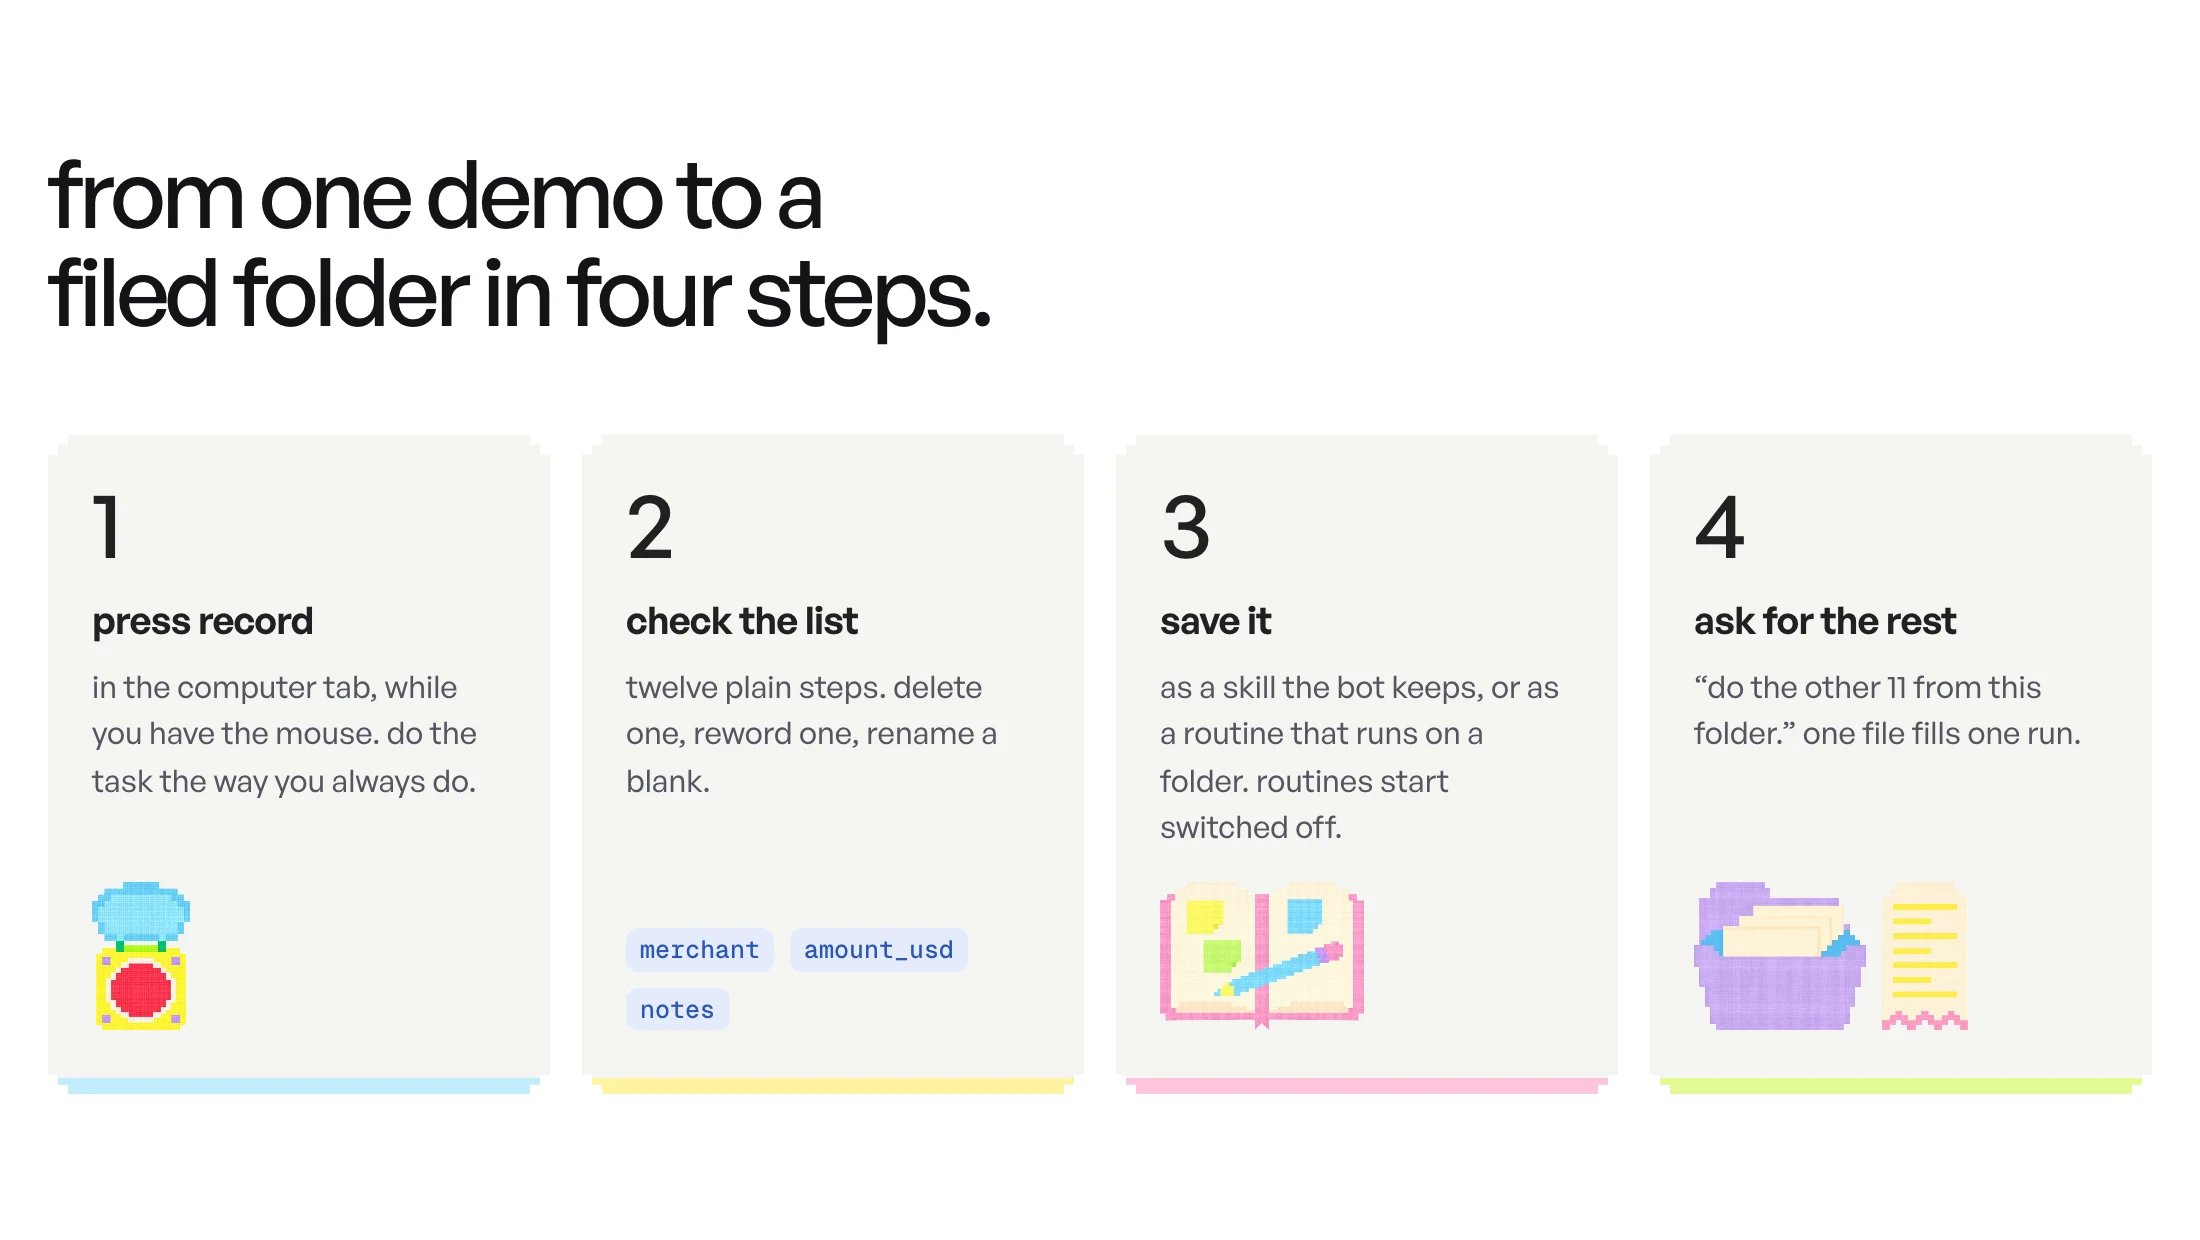 from one demo to a
filed folder in four steps.
1
press record
in the computer tab, while
you have the mouse. do the
task the way you always do.
2
check the list
twelve plain steps. delete
one, reword one, rename a
blank.
merchant
amount_usd
notes
3
save it
as a skill the bot keeps, or as
a routine that runs on a
folder. routines start
switched off.
4
ask for the rest
“do the other 11 from this
folder.” one file fills one run.